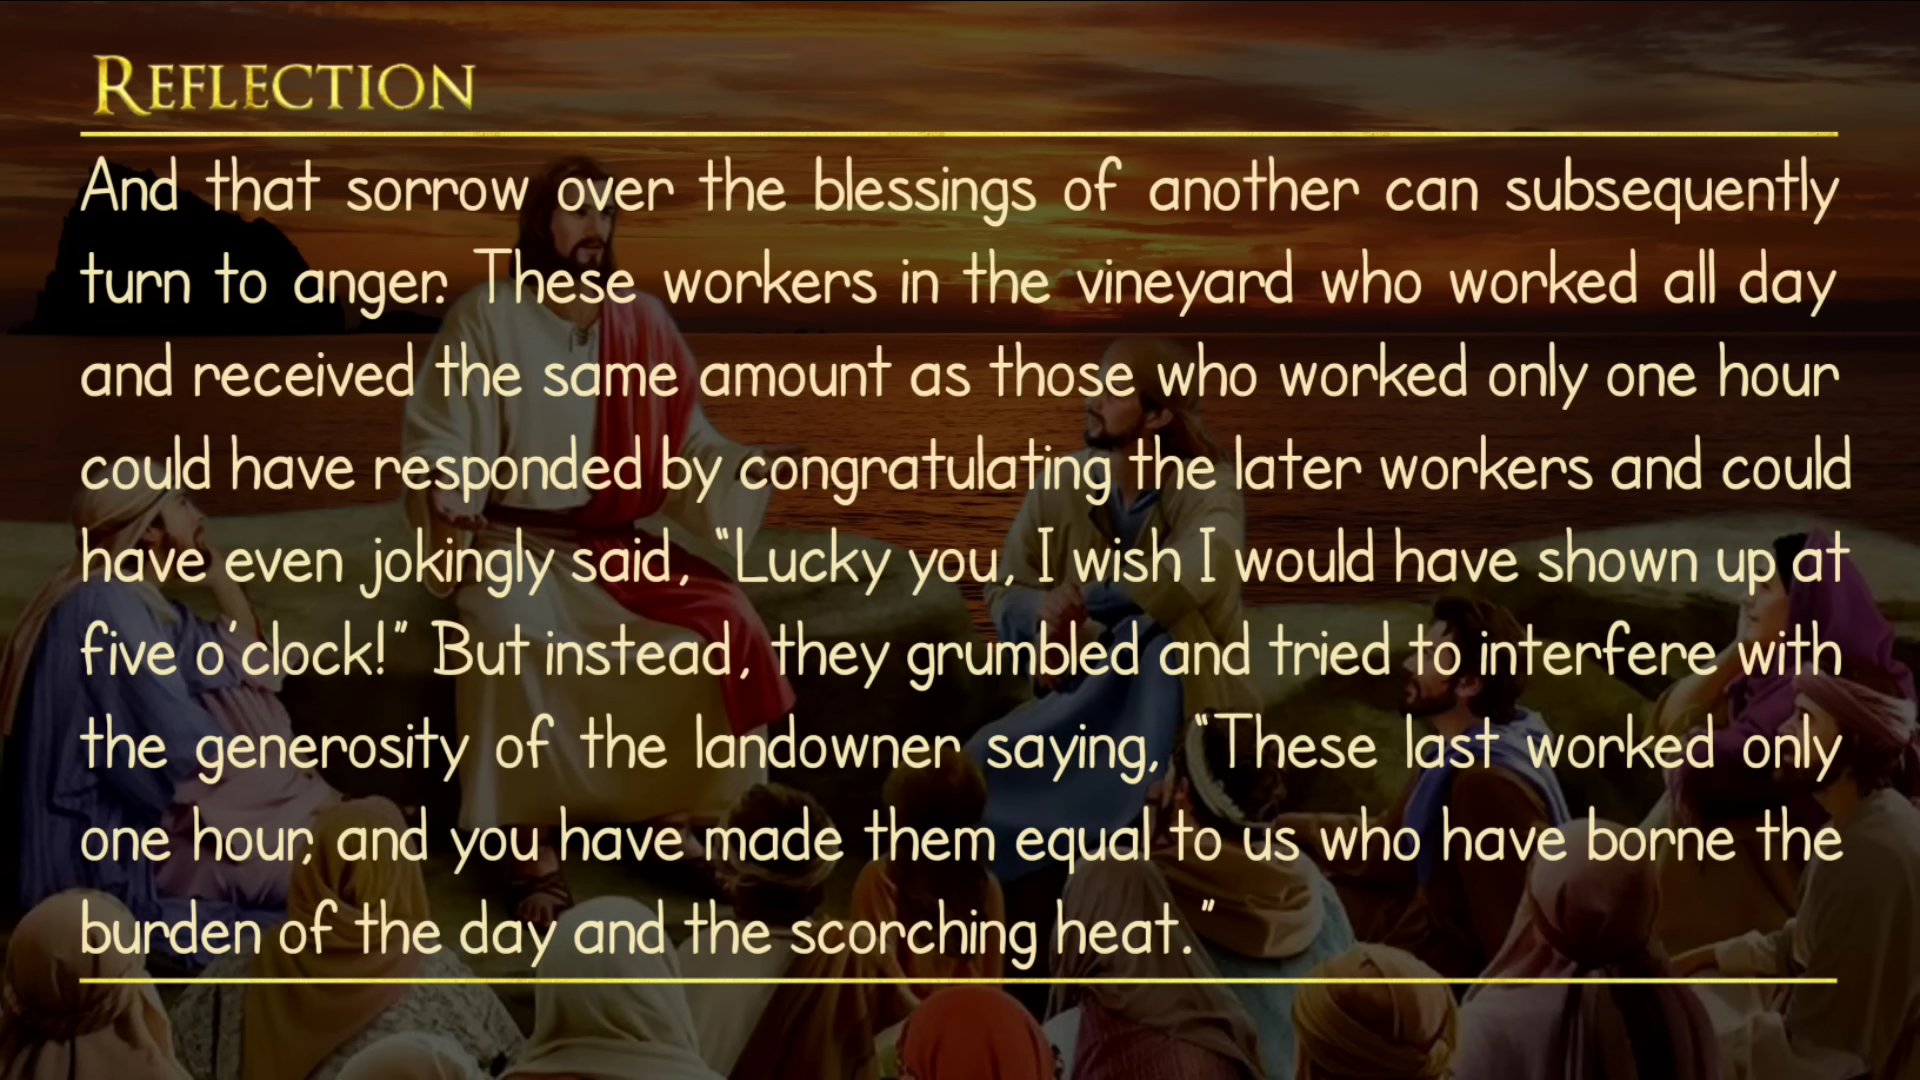 REFLECTION
And that sorrow over the blessings of another can subsequently
turn to anger. These workers in the vineyard who worked all day
and received the same amount as those who worked only one hour
could have responded by congratulating the later workers and could
have even jokingly said, “Lucky you, I wish I would have shown up at
five o’clock!” But instead, they grumbled and tried to interfere with
the generosity of the landowner saying, “These last worked only
one hour, and you have made them equal to us who have borne the
burden of the day and the scorching heat.”